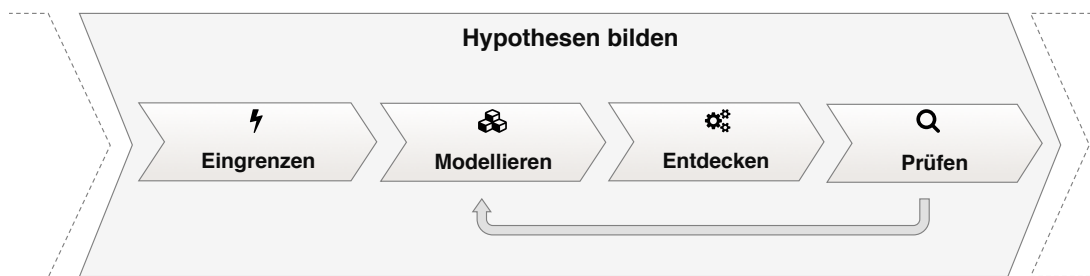 Hypothesen bilden
Eingrenzen
Modellieren
Entdecken
Prüfen